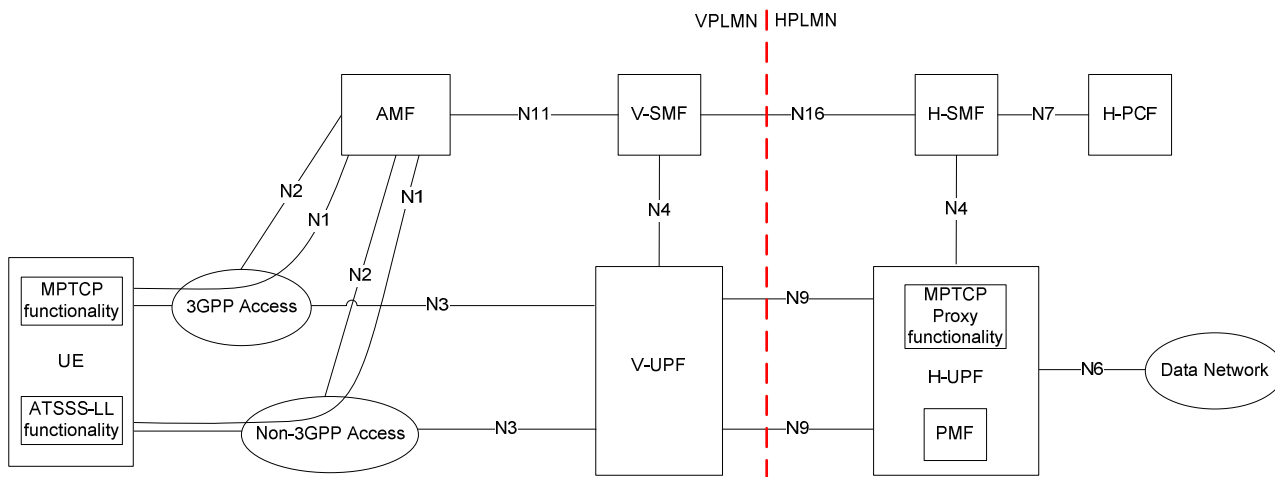 VPLMN
HPLMN
AMF
N11
V-SMF
N16
H-SMF
N7
H-PCF
N2
N1
N2
N1
N4
N4
MPTCP
functionality
UE
ATSSS-LL
functionality
3GPP Access
Non-3GPP Access
N3
N3
V-UPF
N9
N9
MPTCP
Proxy
functionality
H-UPF
PMF
N6
Data Network